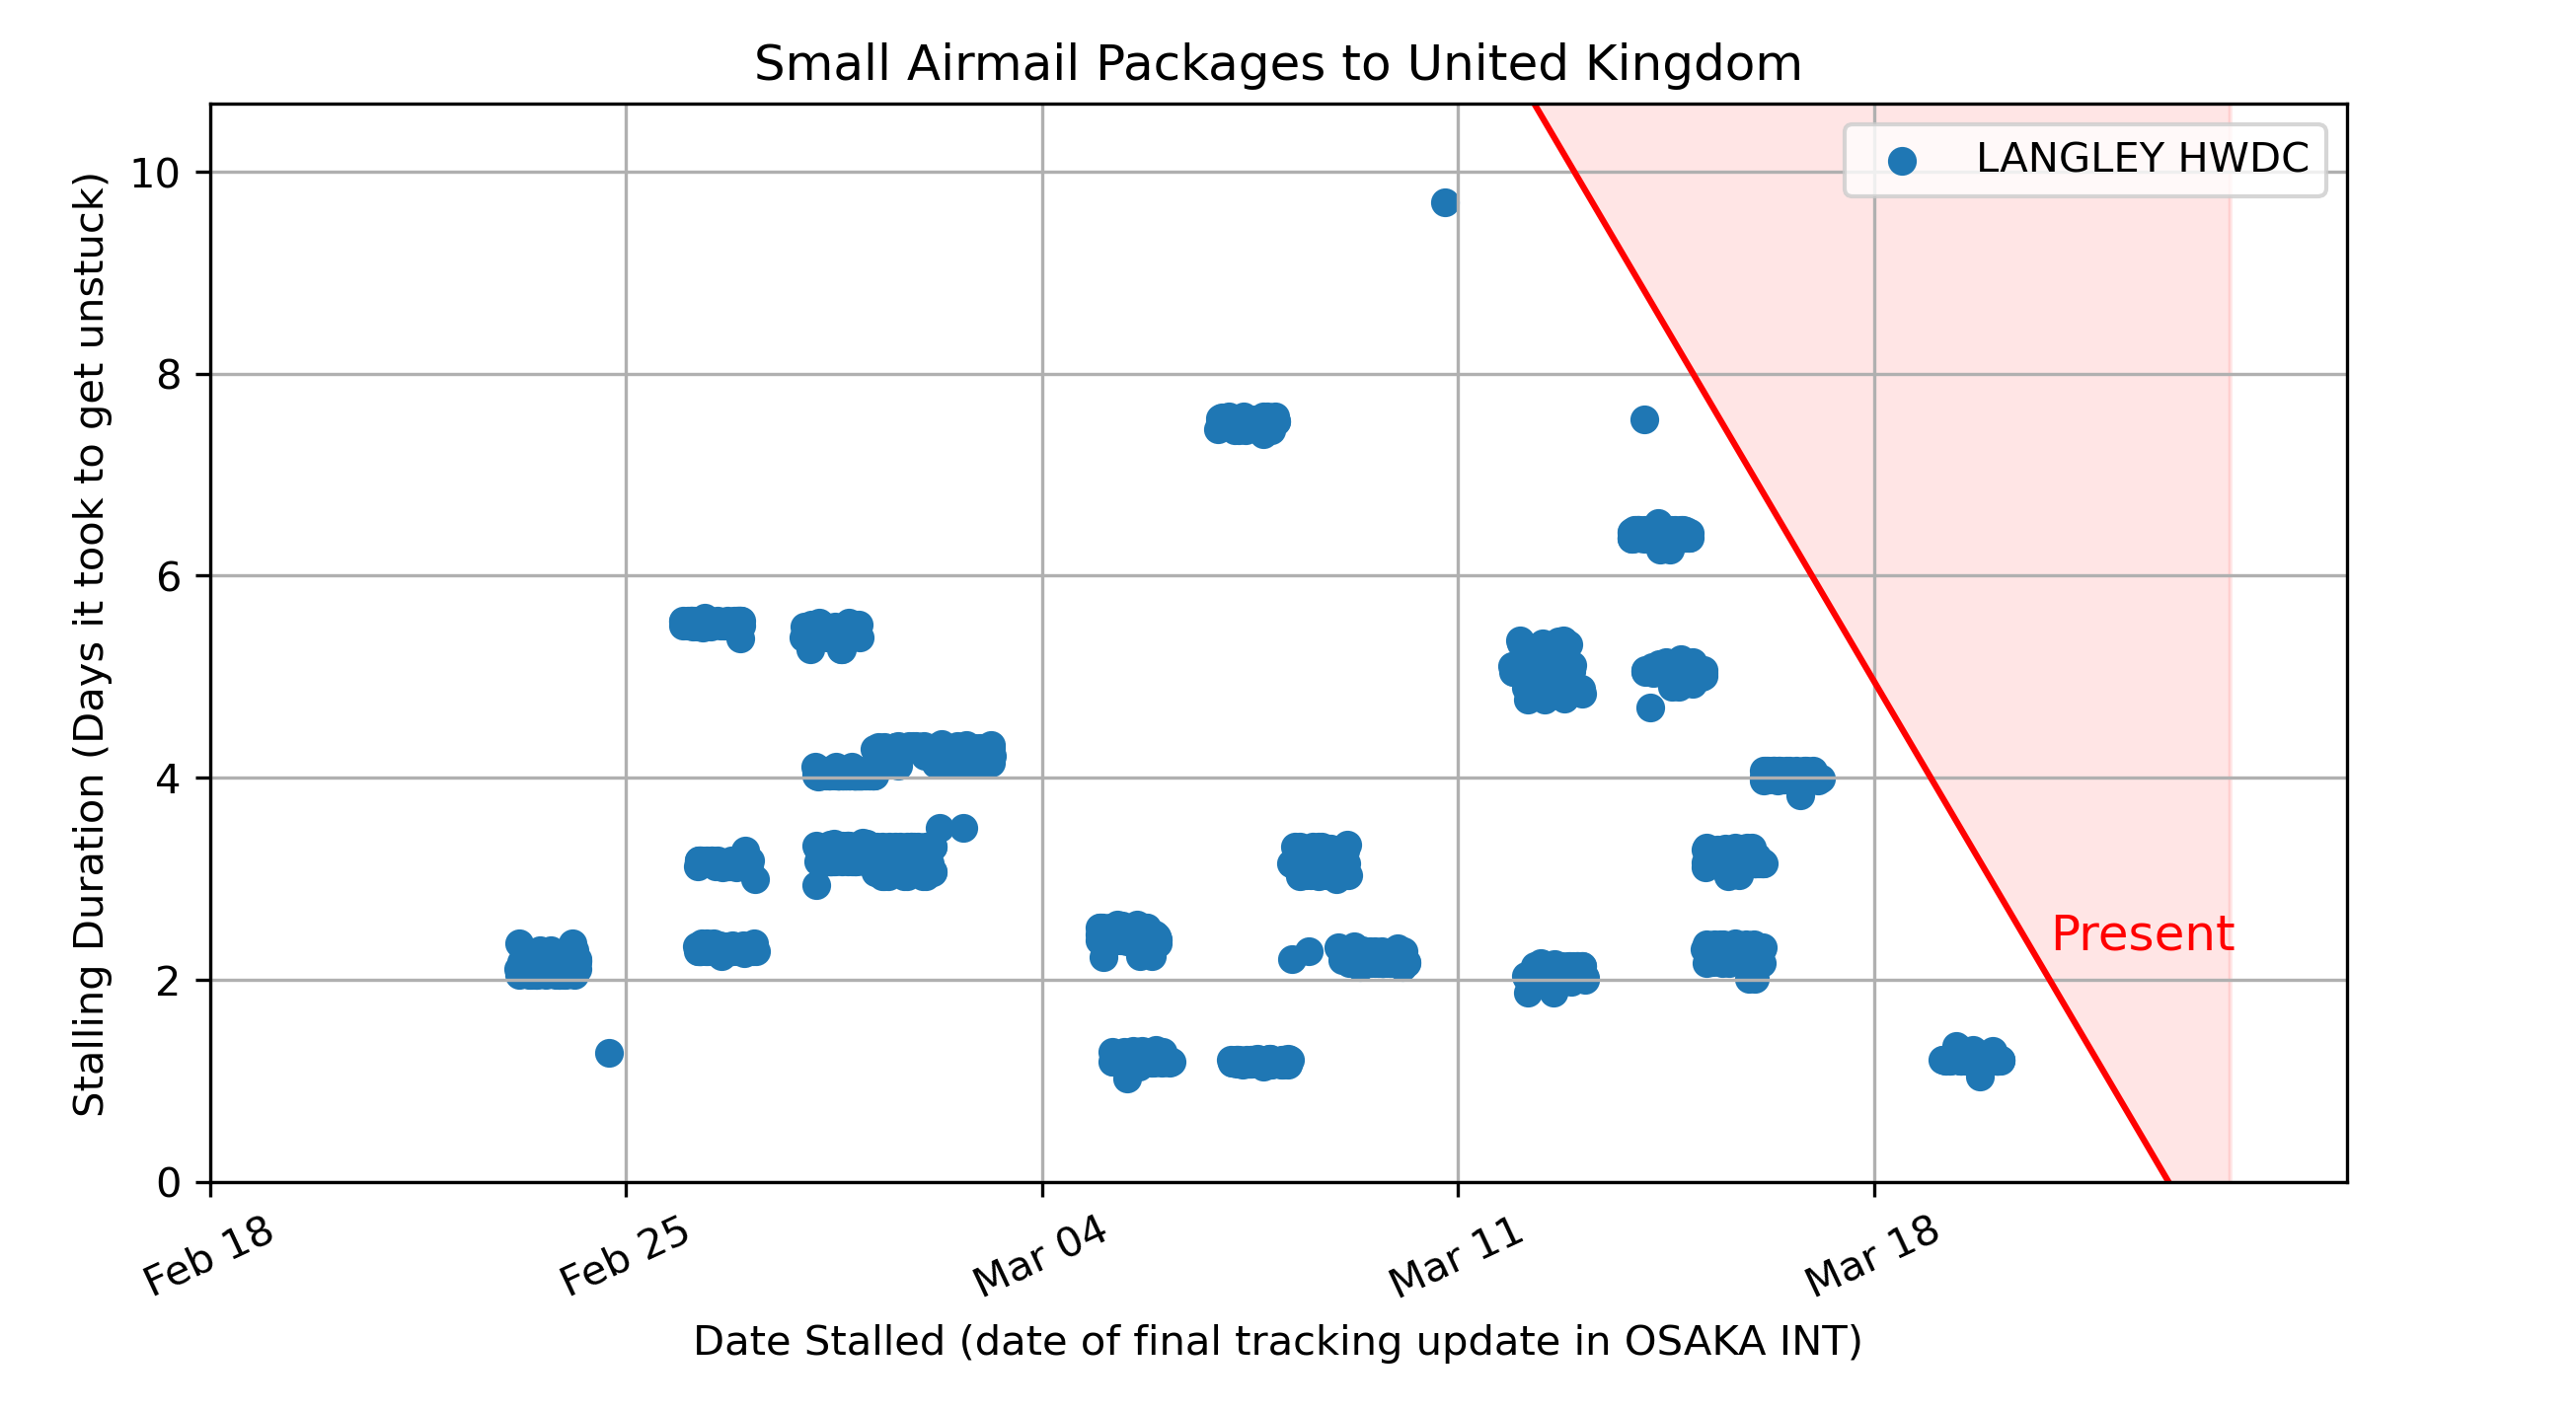 Small Airmail Packages to United Kingdom
LANGLEY HWDC
10
8
6
4
2
0
Stalling Duration (Days it took to get unstuck)
Present
Feb 18
Feb 25
Mar 04
Mar 11
Mar 18
Date Stalled (date of final tracking update in OSAKA INT)